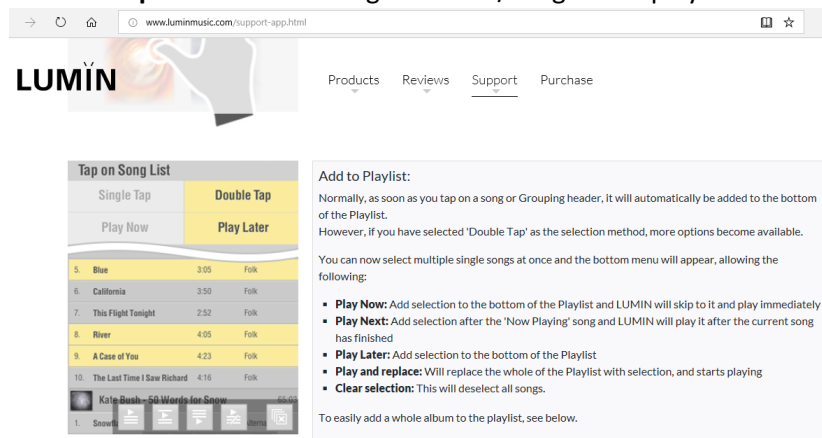 www.luminmusic.com/support-app.html
LUMÏN
Products Reviews Support Purchase
Tap on Song List
Single Tap Double Tap
Play Now Play Later
5. Blue 3:05 Folk
6. California 3:50 Folk
7. This Flight Tonight 2:52 Folk
8. River 4:05 Folk
9. A Case of You 4:23 Folk
10. The Last Time I Saw Richard 4:16 Folk
Kate Bush - 50 Words for Snow 65:03
1.
Add to Playlist:
Normally, as soon as you tap on a song or Grouping header, it will automatically be added to the bottom
of the Playlist.
However, if you have selected 'Double Tap' as the selection method, more options become available.
You can now select multiple single songs at once and the bottom menu will appear, allowing the
following:
Play Now: Add selection to the bottom of the Playlist and LUMIN will skip to it and play immediately
Play Next: Add selection after the 'Now Playing' song and LUMIN will play it after the current song
has finished
Play Later: Add selection to the bottom of the Playlist
Play and replace: Will replace the whole of the Playlist with selection, and starts playing
Clear selection: This will deselect all songs.
To easily add a whole album to the playlist, see below.